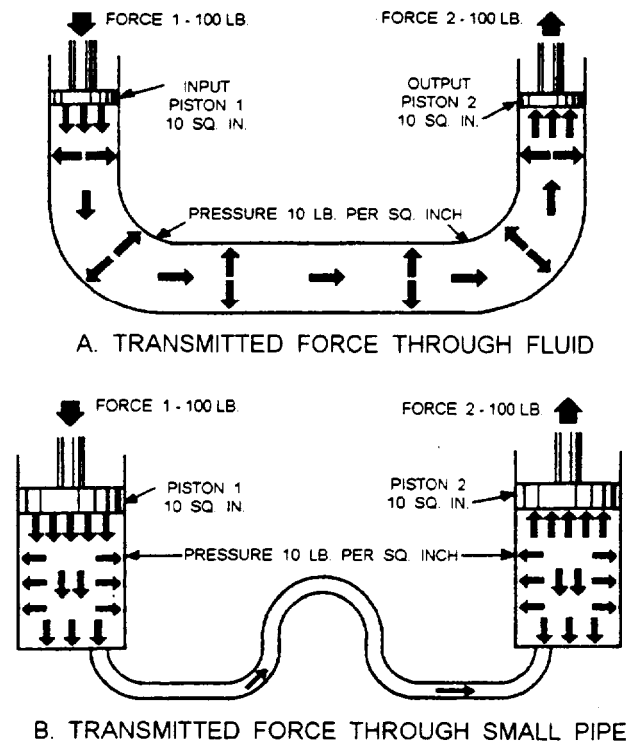 FORCE 1 - 100 LB.
FORCE 2 - 100 LB.
INPUT
PISTON 1
10 SQ. IN.
OUTPUT
PISTON 2
10 SQ. IN.
PRESSURE 10 LB. PER SQ. INCH
A. TRANSMITTED FORCE THROUGH FLUID
FORCE 1 - 100 LB.
FORCE 2 - 100 LB.
PISTON 1
10 SQ. IN.
PISTON 2
10 SQ. IN.
PRESSURE 10 LB. PER SQ. INCH
B. TRANSMITTED FORCE THROUGH SMALL PIPE